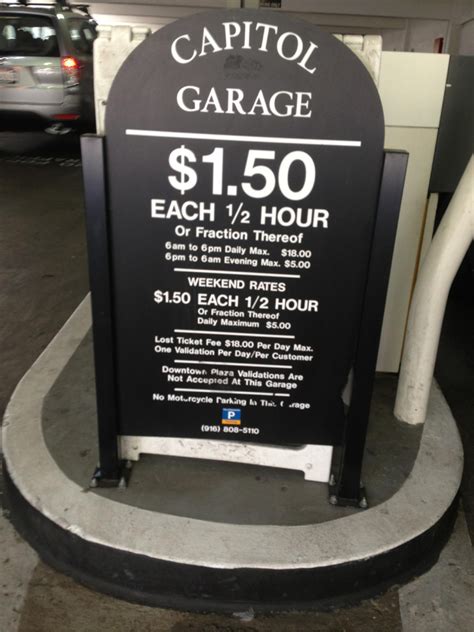 CAPITOL
GARAGE
$1.50
EACH 1/2 HOUR
Or Fraction Thereof
6am to 6pm Daily Max. $18.00
6pm to 6am Evening Max. $5.00
WEEKEND RATES
$1.50 EACH 1/2 HOUR
Or Fraction Thereof
Daily Maximum $5.00
Lost Ticket Fee $18.00 Per Day Max.
One Validation Per Day/Per Customer
Downtown Plaza Validations Are
Not Accepted At This Garage
No Motorcycle Parking In This Garage
P
(916) 808-5110